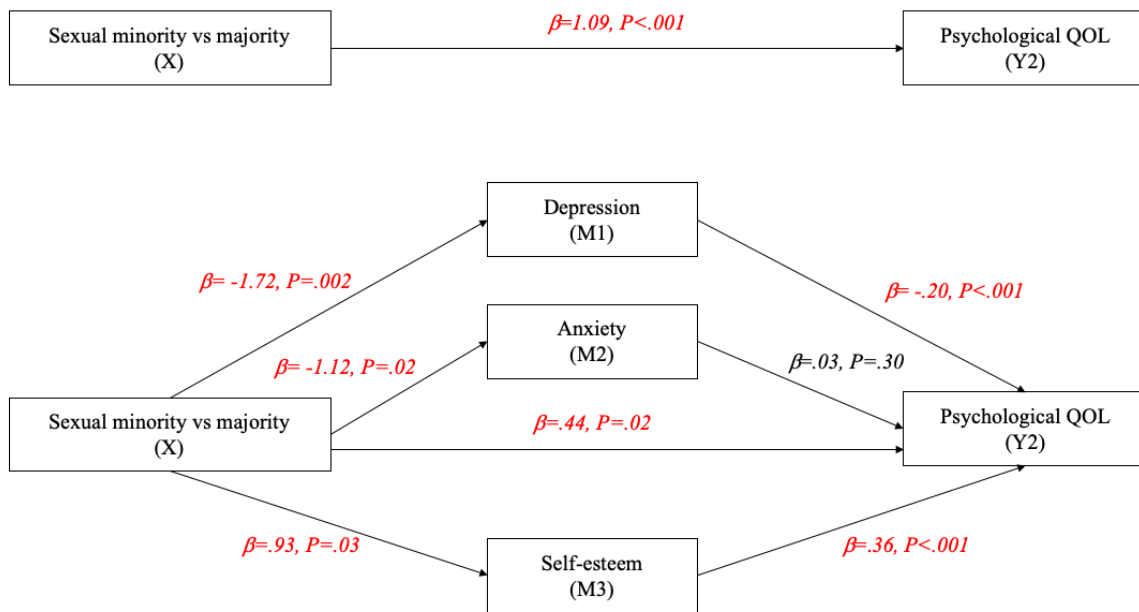 β=1.09, P<.001
Sexual minority vs majority
(X)
Psychological QOL
(Y2)
Depression
(M1)
β= -1.72, P=.002
β= -.20, P<.001
Anxiety
(M2)
β= -1.12, P=.02
β=.03, P=.30
Sexual minority vs majority
(X)
β=.44, P=.02
Psychological QOL
(Y2)
β=.93, P=.03
β=.36, P<.001
Self-esteem
(M3)